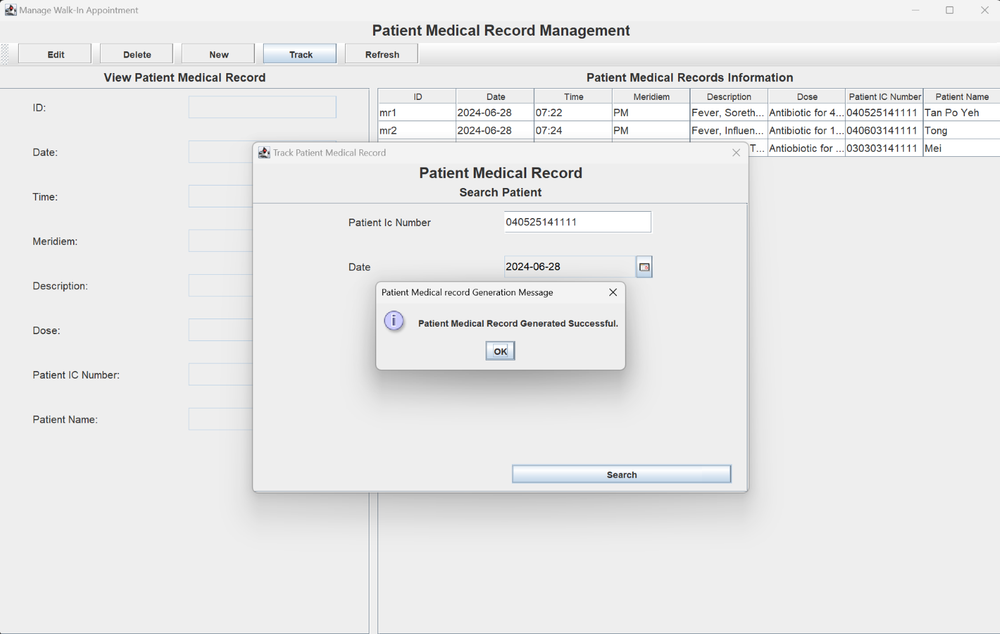 Manage Walk-In Appointment
Patient Medical Record Management
Edit Delete New Track Refresh
View Patient Medical Record
Patient Medical Records Information
ID:
Date:
Time:
Meridiem:
Description:
Dose:
Patient IC Number:
Patient Name:
ID Date Time Meridiem Description Dose Patient IC Number Patient Name
mr1 2024-06-28 07:22 PM Fever, Soreth... Antibiotic for 4... 040525141111 Tan Po Yeh
mr2 2024-06-28 07:24 PM Fever, Influen... Antibiotic for 1... 040603141111 Tong
T... Antiobiotic for ... 030303141111 Mei
Track Patient Medical Record
Patient Medical Record
Search Patient
Patient Ic Number 040525141111
Date 2024-06-28
Patient Medical record Generation Message
Patient Medical Record Generated Successful.
OK
Search